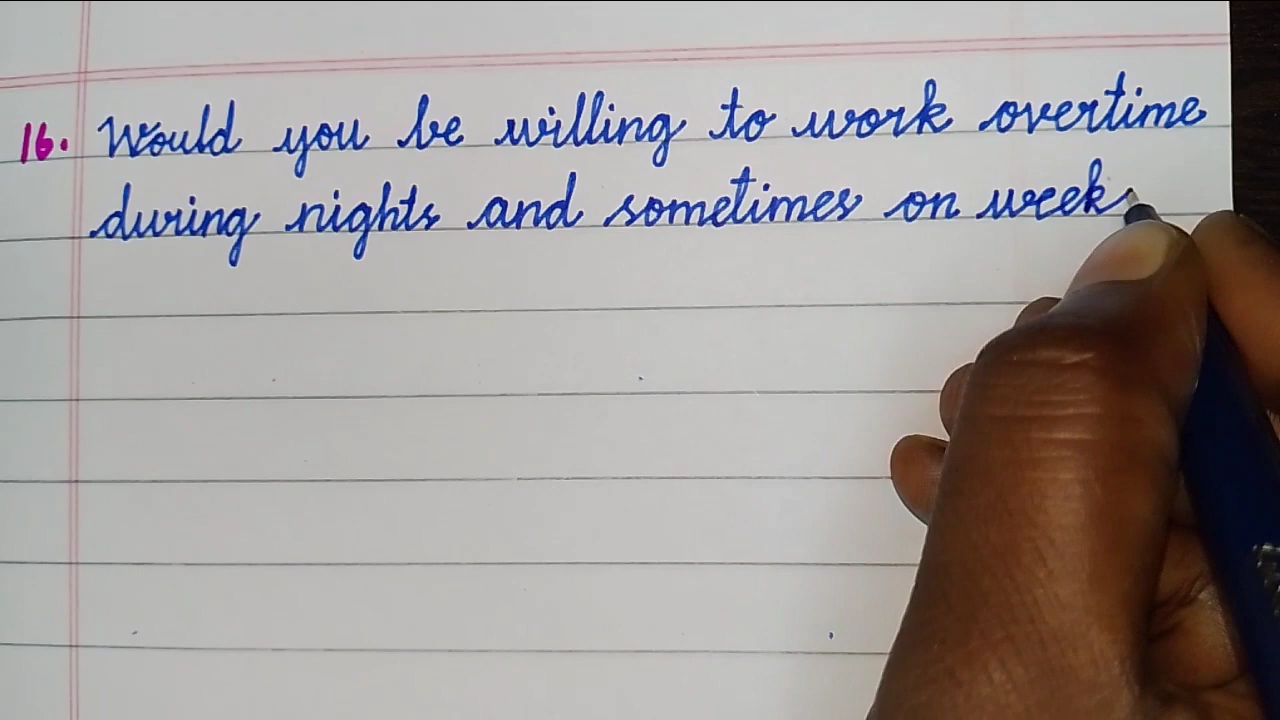 16. Would you be willing to work overtime
during nights and sometimes on week